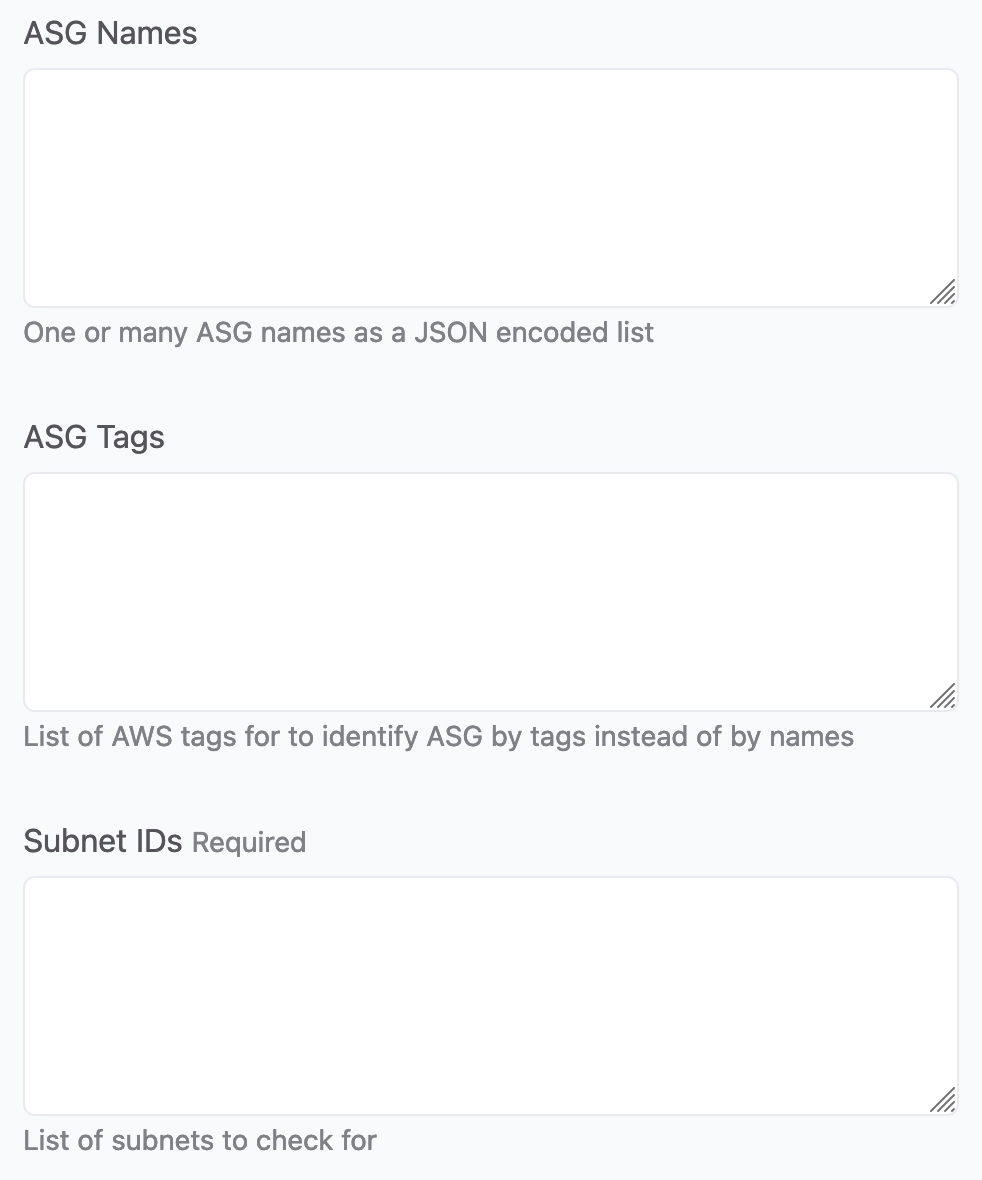 ASG Names
One or many ASG names as a JSON encoded list
ASG Tags
List of AWS tags for to identify ASG by tags instead of by names
Subnet IDs Required
List of subnets to check for